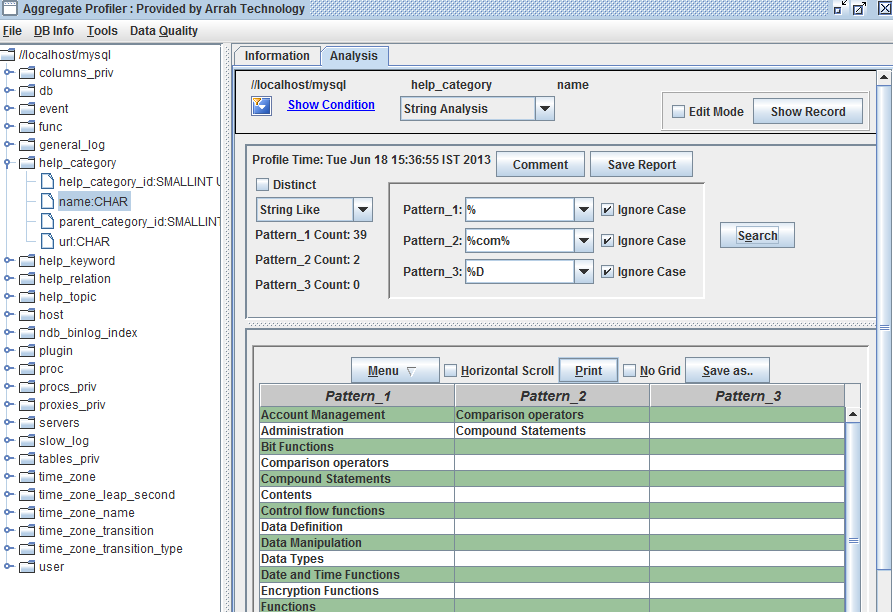 Aggregate Profiler : Provided by Arrah Technology
File DB Info Tools Data Quality
//localhost/mysql
columns_priv
db
event
func
general_log
help_category
help_category_id:SMALLINT U
name:CHAR
parent_category_id:SMALLINT
url:CHAR
help_keyword
help_relation
help_topic
host
ndb_binlog_index
plugin
proc
procs_priv
proxies_priv
servers
slow_log
tables_priv
time_zone
time_zone_leap_second
time_zone_name
time_zone_transition
time_zone_transition_type
user
Information Analysis
//localhost/mysql help_category name
Show Condition String Analysis Edit Mode Show Record
Profile Time: Tue Jun 18 15:36:55 IST 2013 Comment Save Report
Distinct
String Like
Pattern_1 Count: 39
Pattern_2 Count: 2
Pattern_3 Count: 0
Pattern_1: % Ignore Case
Pattern_2: %com% Ignore Case
Pattern_3: %D Ignore Case
Search
Menu Horizontal Scroll Print No Grid Save as..
Pattern_1 Pattern_2 Pattern_3
Account Management Comparison operators
Administration Compound Statements
Bit Functions
Comparison operators
Compound Statements
Contents
Control flow functions
Data Definition
Data Manipulation
Data Types
Date and Time Functions
Encryption Functions
Functions